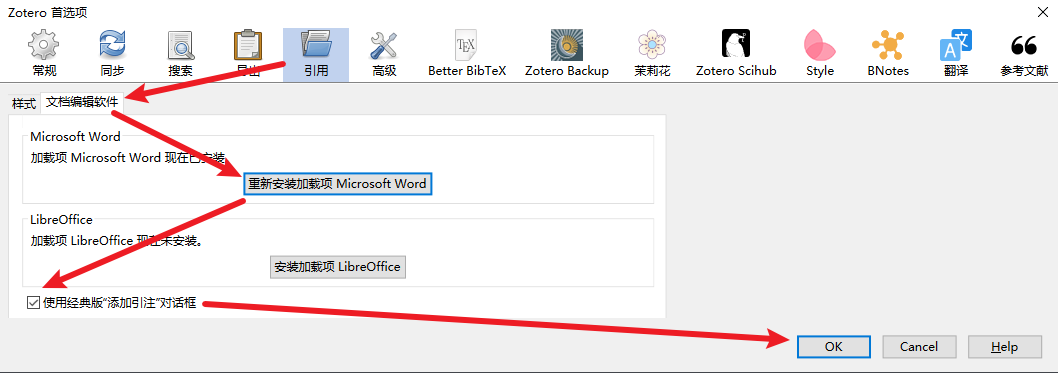 Zotero 首选项
常规
同步
搜索
导出
引用
高级
TEX
Better BibTeX
Zotero Backup
茉莉花
Zotero Scihub
Style
BNotes
A 文
翻译
参考文献
样式
文档编辑软件
Microsoft Word
加载项 Microsoft Word 现在已安装
重新安装加载项 Microsoft Word
LibreOffice
加载项 LibreOffice 现在未安装。
安装加载项 LibreOffice
使用经典版“添加引注”对话框
OK
Cancel
Help